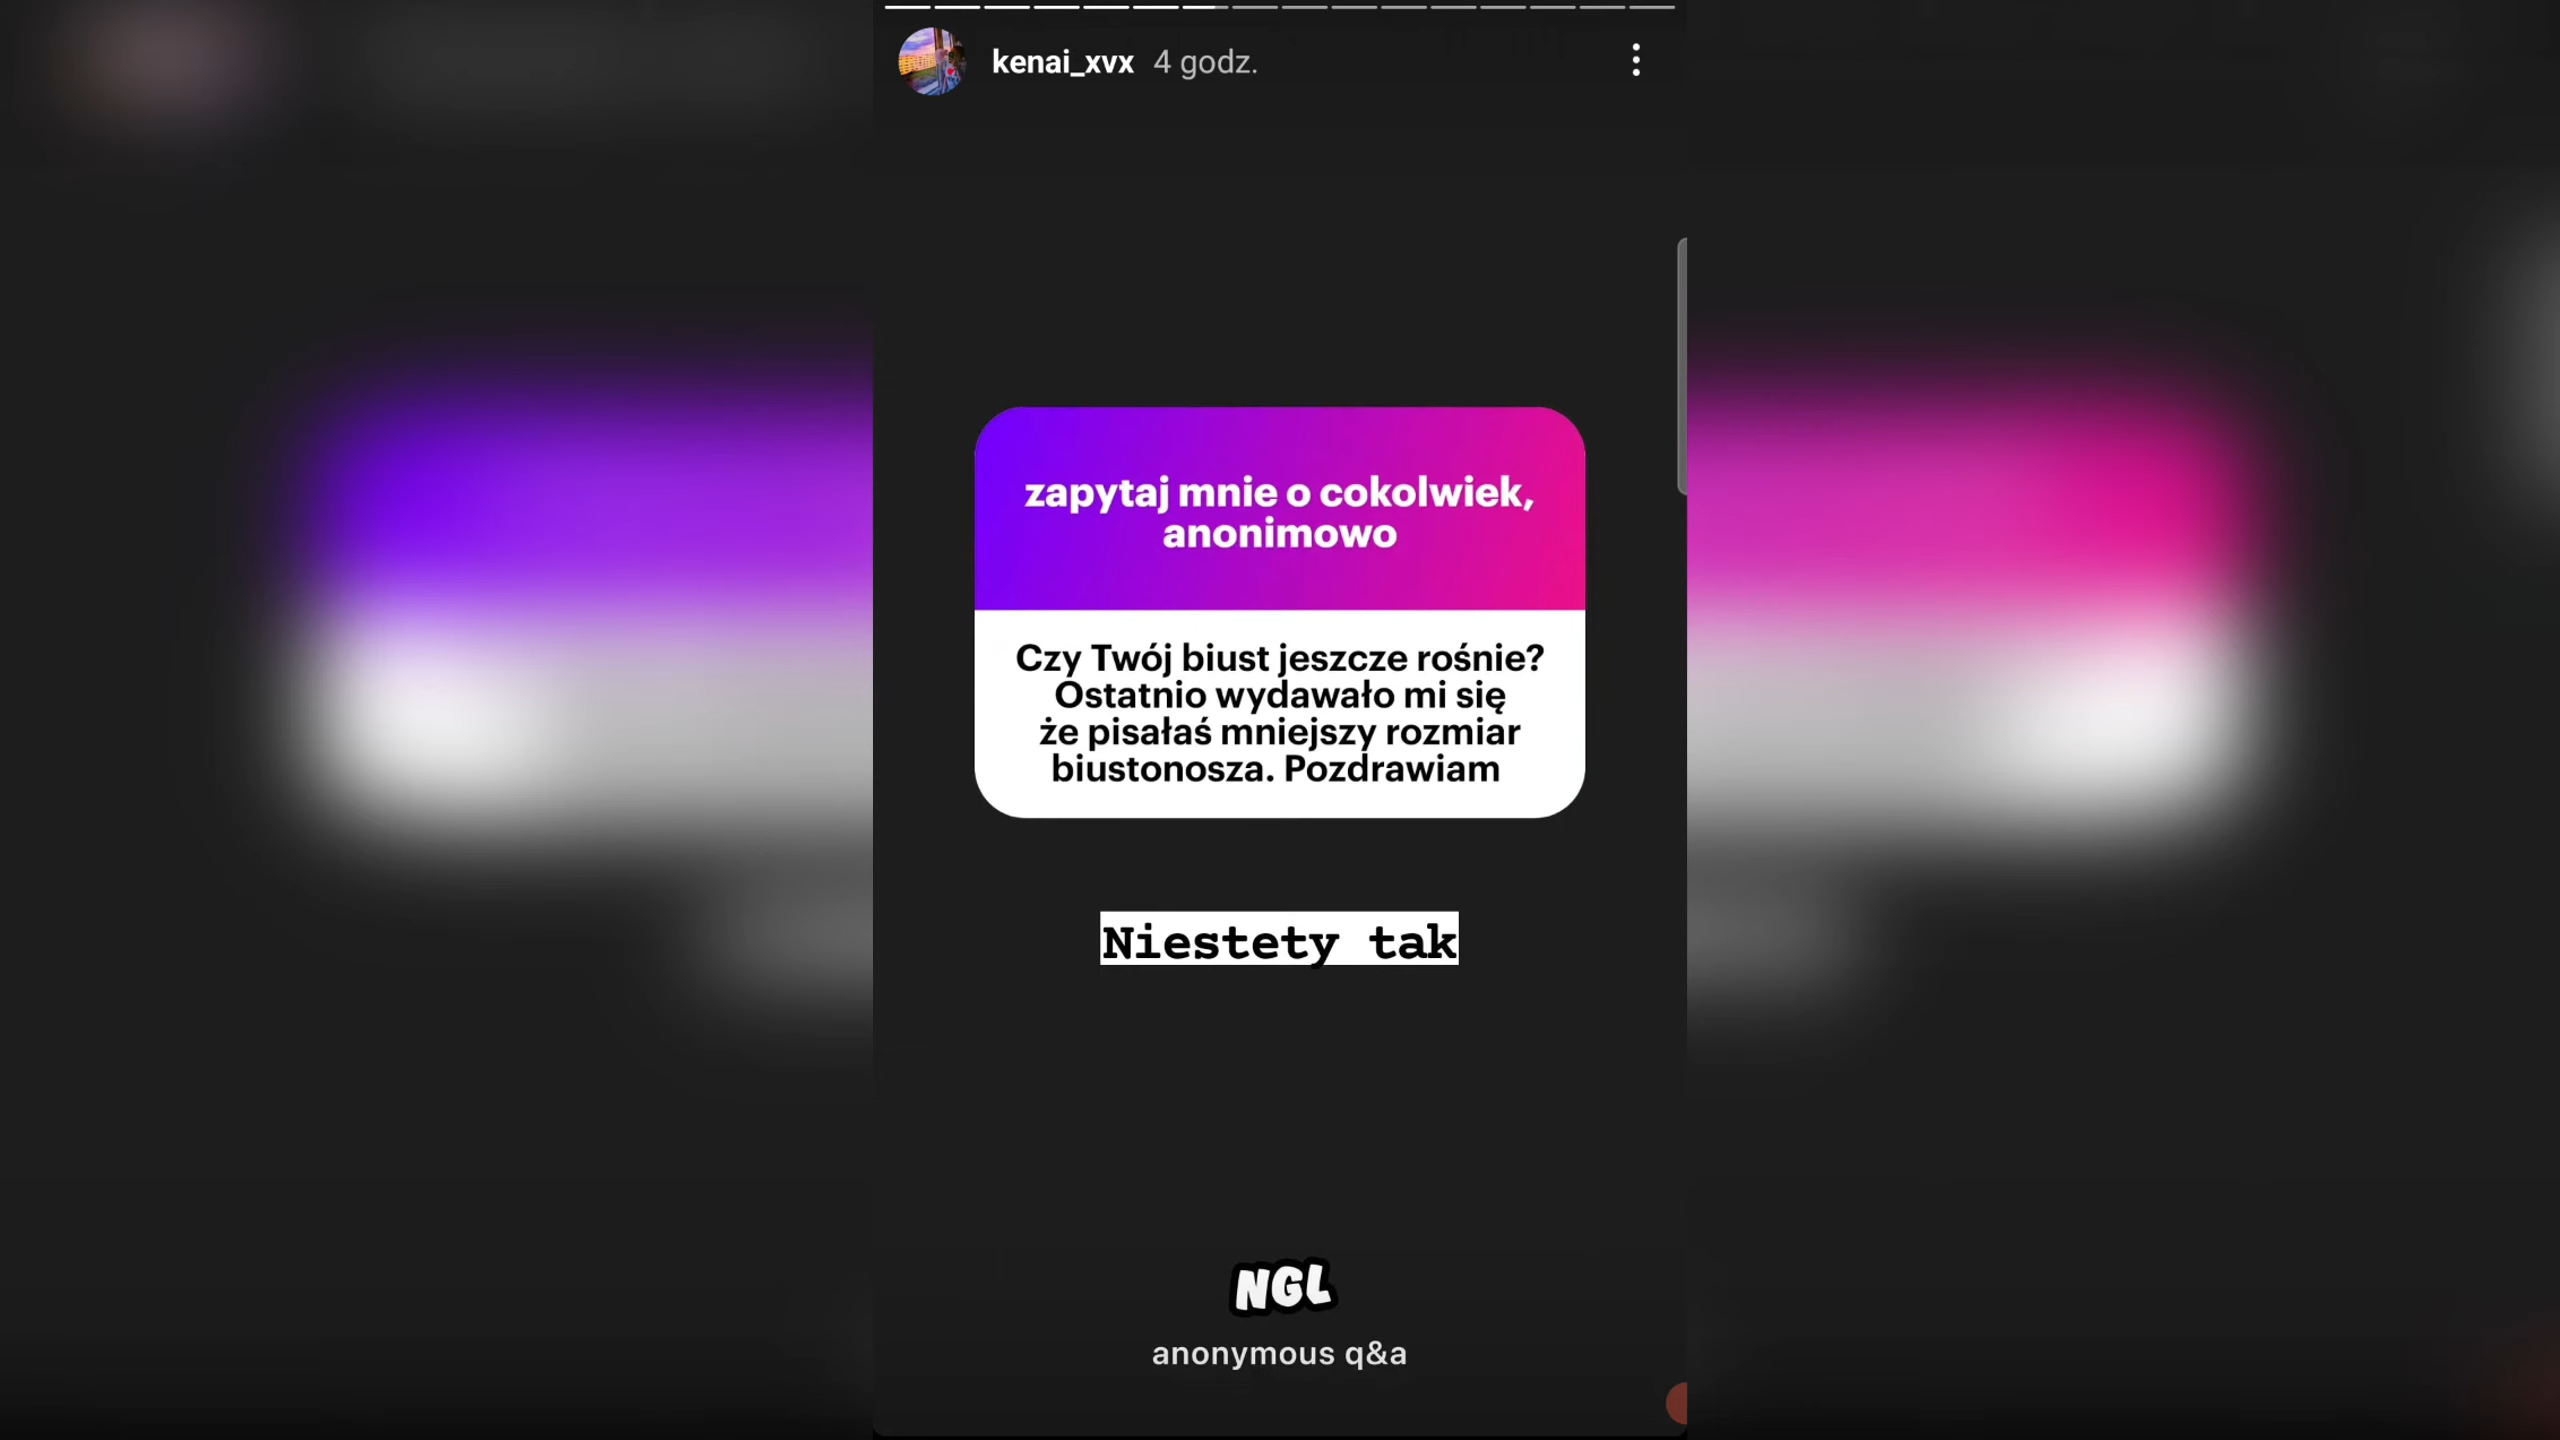 kenai_xvx 4 godz.
zapytaj mnie o cokolwiek,
anonimowo
Czy Twój biust jeszcze rośnie?
Ostatnio wydawało mi się
że pisałaś mniejszy rozmiar
biustonosza. Pozdrawiam
Niestety tak
NGL
anonymous q&a